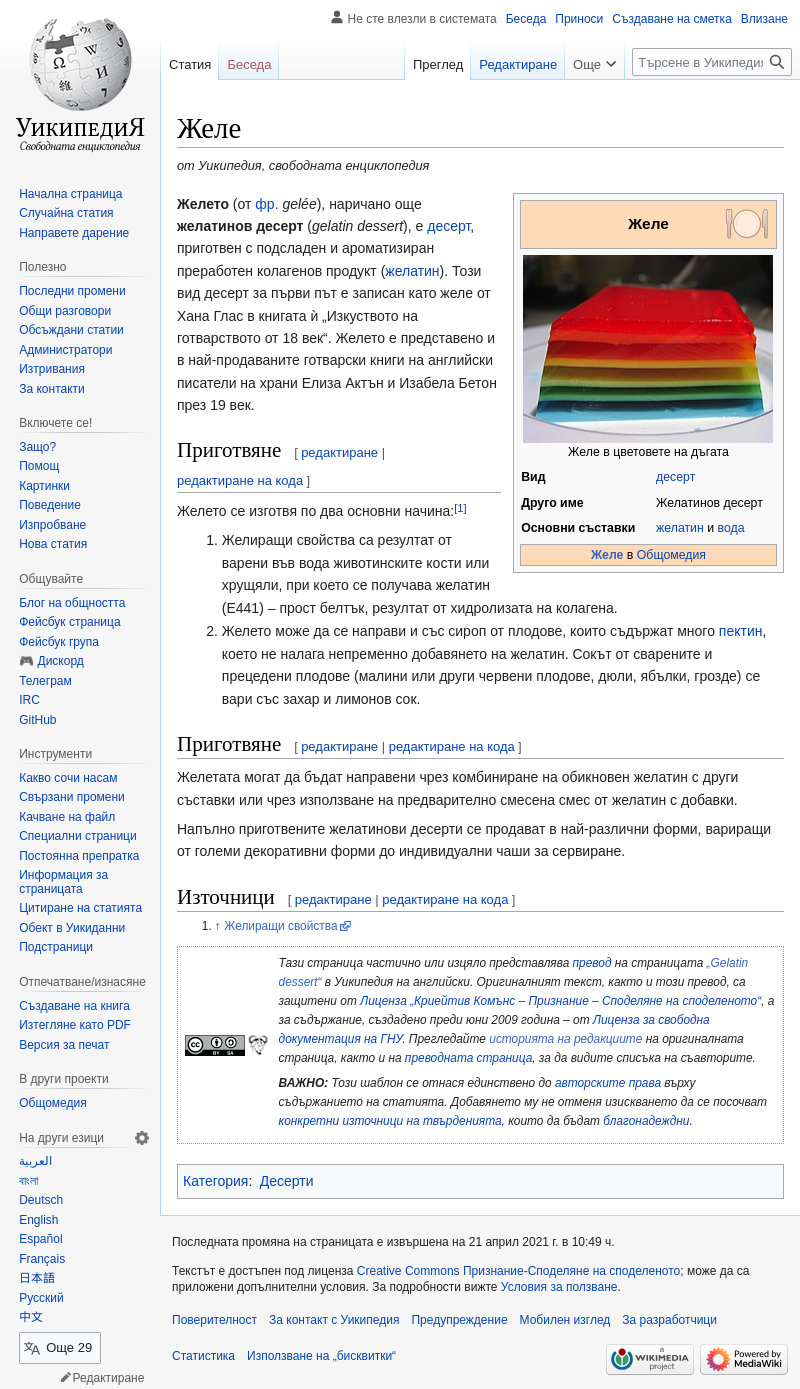 Не сте влезли в системата Беседа Приноси Създаване на сметка Влизане
Статия Беседа Преглед Редактиране Още Търсене в Уикипедия
УикипедиЯ
Свободната енциклопедия
Начална страница
Случайна статия
Направете дарение
Полезно
Последни промени
Общи разговори
Обсъждани статии
Администратори
Изтривания
За контакти
Включете се!
Защо?
Помощ
Картинки
Поведение
Изпробване
Нова статия
Общувайте
Блог на общността
Фейсбук страница
Фейсбук група
🎮 Дискорд
Телеграм
IRC
GitHub
Инструменти
Какво сочи насам
Свързани промени
Качване на файл
Специални страници
Постоянна препратка
Информация за
страницата
Цитиране на статията
Обект в Уикиданни
Подстраници
Отпечатване/изнасяне
Създаване на книга
Изтегляне като PDF
Версия за печат
В други проекти
Общомедия
На други езици
العربية
বাংলা
Deutsch
English
Español
Français
日本語
Русский
中文
Още 29
Редактиране
Желе
от Уикипедия, свободната енциклопедия
Желето (от фр. gelée), наричано още
желатинов десерт (gelatin dessert), е десерт,
приготвен с подсладен и ароматизиран
преработен колагенов продукт (желатин). Този
вид десерт за първи път е записан като желе от
Хана Глас в книгата ѝ „Изкуството на
готварството от 18 век“. Желето е представено и
в най-продаваните готварски книги на английски
писатели на храни Елиза Актън и Изабела Бетон
през 19 век.
Желе
Желе в цветовете на дъгата
Вид десерт
Друго име Желатинов десерт
Основни съставки желатин и вода
Желе в Общомедия
Приготвяне [ редактиране |
редактиране на кода ]
Желето се изготвя по два основни начина:[1]
1. Желиращи свойства са резултат от
варени във вода животинските кости или
хрущяли, при което се получава желатин
(Е441) – прост белтък, резултат от хидролизата на колагена.
2. Желето може да се направи и със сироп от плодове, които съдържат много пектин,
което не налага непременно добавянето на желатин. Сокът от сварените и
прецедени плодове (малини или други червени плодове, дюли, ябълки, грозде) се
вари със захар и лимонов сок.
Приготвяне [ редактиране | редактиране на кода ]
Желетата могат да бъдат направени чрез комбиниране на обикновен желатин с други
съставки или чрез използване на предварително смесена смес от желатин с добавки.
Напълно приготвените желатинови десерти се продават в най-различни форми, вариращи
от големи декоративни форми до индивидуални чаши за сервиране.
Източници [ редактиране | редактиране на кода ]
1. ↑ Желиращи свойства
Тази страница частично или изцяло представлява превод на страницата „Gelatin
dessert“ в Уикипедия на английски. Оригиналният текст, както и този превод, са
защитени от Лиценза „Криейтив Комънс – Признание – Споделяне на споделеното“, а
за съдържание, създадено преди юни 2009 година – от Лиценза за свободна
документация на ГНУ. Прегледайте историята на редакциите на оригиналната
страница, както и на преводната страница, за да видите списъка на съавторите.
ВАЖНО: Този шаблон се отнася единствено до авторските права върху
съдържанието на статията. Добавянето му не отменя изискването да се посочват
конкретни източници на твърденията, които да бъдат благонадеждни.
cc BY SA
Категория: Десерти
Последната промяна на страницата е извършена на 21 април 2021 г. в 10:49 ч.
Текстът е достъпен под лиценза Creative Commons Признание-Споделяне на споделеното; може да са
приложени допълнителни условия. За подробности вижте Условия за ползване.
Поверителност За контакт с Уикипедия Предупреждение Мобилен изглед За разработчици
Статистика Използване на „бисквитки“
a
WIKIMEDIA
project
Powered by
MediaWiki